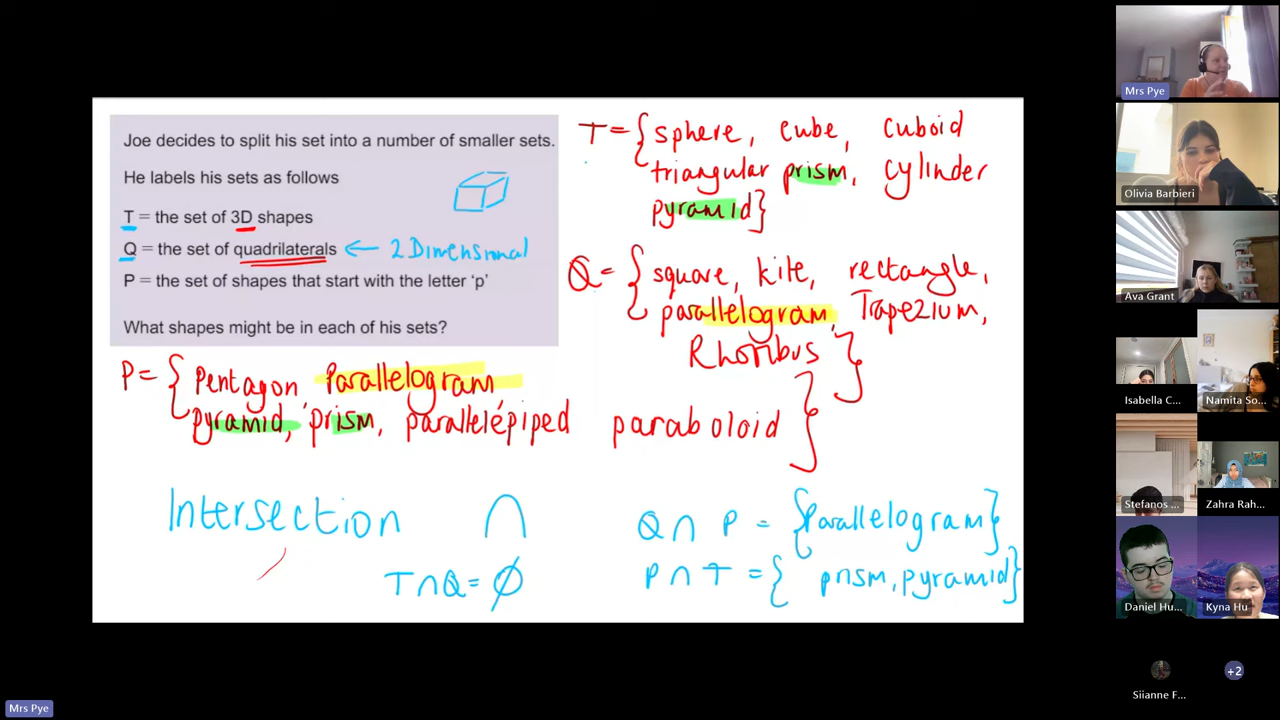 Joe decides to split his set into a number of smaller sets.
He labels his sets as follows
T = the set of 3D shapes
Q = the set of quadrilaterals ← 2 Dimensional
P = the set of shapes that start with the letter 'p'
What shapes might be in each of his sets?
T = { sphere, cube, cuboid
triangular prism, cylinder
pyramid}
Q = { square, kite, rectangle,
parallelogram, Trapezium,
Rhombus }
P = { Pentagon, Parallelogram,
pyramid, prism, parallelépiped paraboloid }
Intersection ∩
T ∩ Q = ∅
Q ∩ P = {Parallelogram}
P ∩ T = { prism, pyramid}
Mrs Pye
Olivia Barbieri
Ava Grant
Isabella C...
Namita So...
Stefanos ...
Zahra Rah...
Daniel Hu...
Kyna Hu
Siianne F...
+2
Mrs Pye